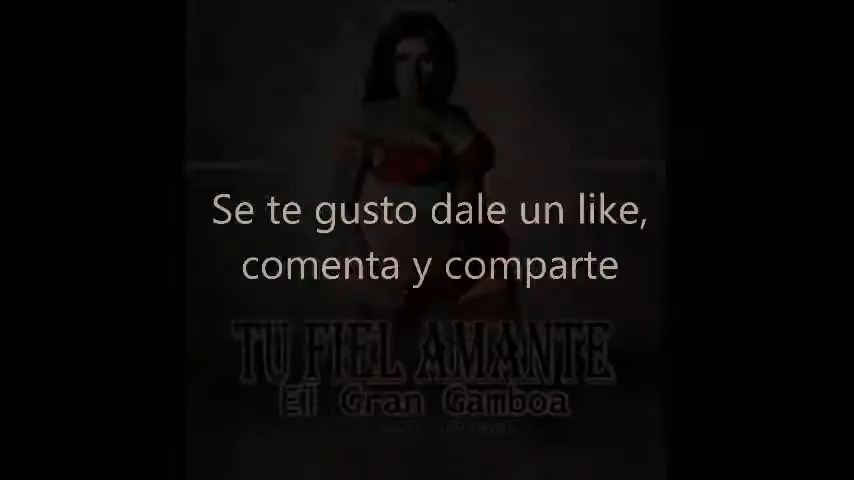 Se te gusto dale un like,
comenta y comparte
TU FIEL AMANTE
El Gran Gamboa